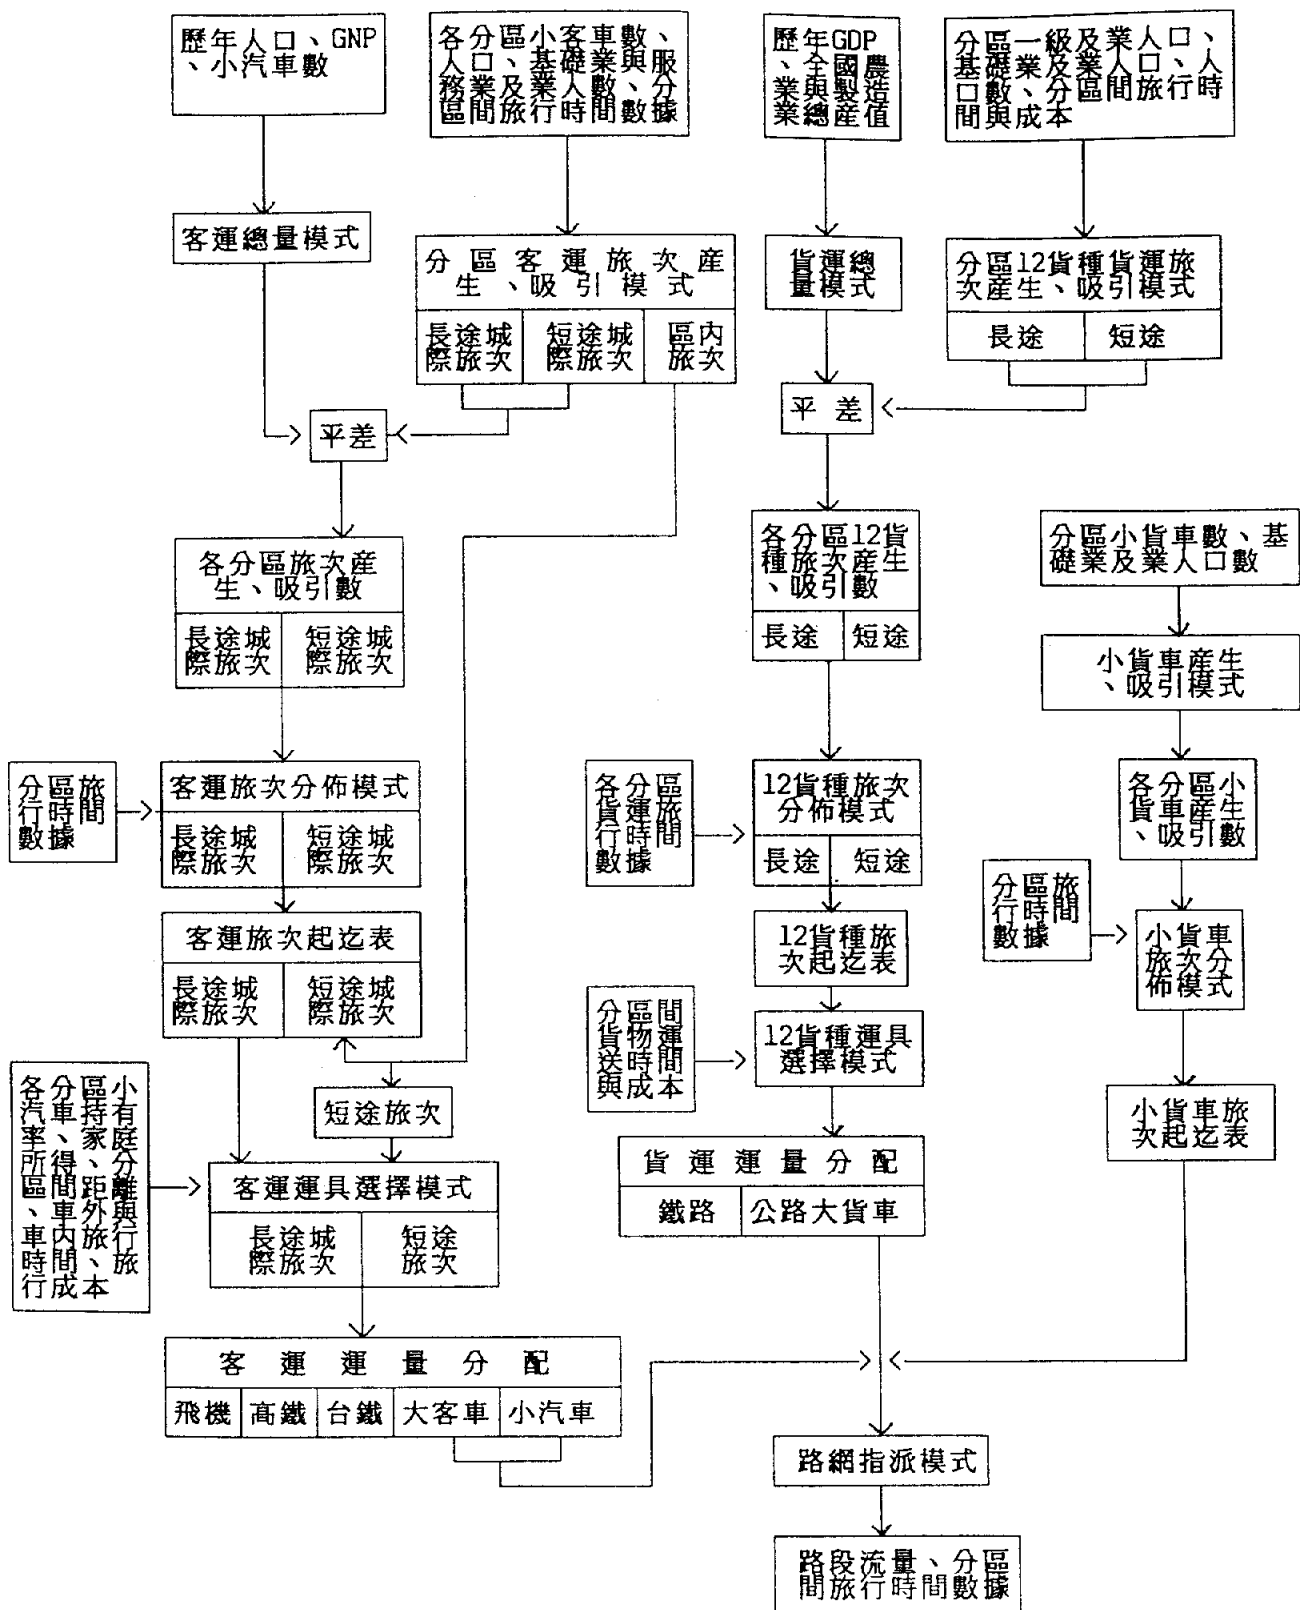 歷年人口、GNP
、小汽車數
各分區小客車數、
人口、基礎業與服
務業及業人數、分
區間旅行時間數據
歷年GDP
、全國農
業與製造
業總產值
分區一級及業人口、
基礎業及業人口、人
口數、分區間旅行時
間與成本
客運總量模式
分區客運旅次產
生、吸引模式
長途城
際旅次
短途城
際旅次
區內
旅次
貨運總
量模式
分區12貨種貨運旅
次產生、吸引模式
長途
短途
平差
平差
各分區旅次產
生、吸引數
長途城
際旅次
短途城
際旅次
各分區12貨
種旅次產生
、吸引數
長途
短途
分區小貨車數、基
礎業及業人口數
小貨車產生
、吸引模式
分區旅
行時間
數據
客運旅次分佈模式
長途城
際旅次
短途城
際旅次
各分區
貨運旅
行時間
數據
12貨種旅次
分佈模式
長途
短途
各分區小
貨車產生
、吸引數
分區旅
行時間
數據
客運旅次起迄表
長途城
際旅次
短途城
際旅次
12貨種旅
次起迄表
小貨車
旅次分
佈模式
分區間
貨物運
送時間
與成本
12貨種運具
選擇模式
各分區小
汽車持有
率、家庭
所得、分
區間距離
、車外與
車內旅行
時間、旅
行成本
短途旅次
小貨車旅
次起迄表
客運運具選擇模式
長途城
際旅次
短途
旅次
貨運運量分配
鐵路
公路大貨車
客運運量分配
飛機
高鐵
台鐵
大客車
小汽車
路網指派模式
路段流量、分區
間旅行時間數據